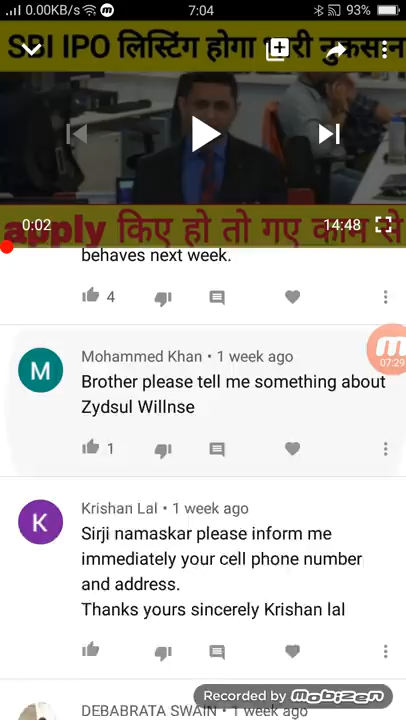 0.00KB/s 7:04 93%
SBI IPO लिस्टिंग होगा भारी नुकसान
0:02 14:48
apply किए हो तो गए काम से
behaves next week.
4
Mohammed Khan • 1 week ago
M
Brother please tell me something about
Zydsul Willnse
07:29
1
Krishan Lal • 1 week ago
K
Sirji namaskar please inform me
immediately your cell phone number
and address.
Thanks yours sincerely Krishan lal
Recorded by MOBIZEN
DEBABRATA SWAIN • 1 week ago